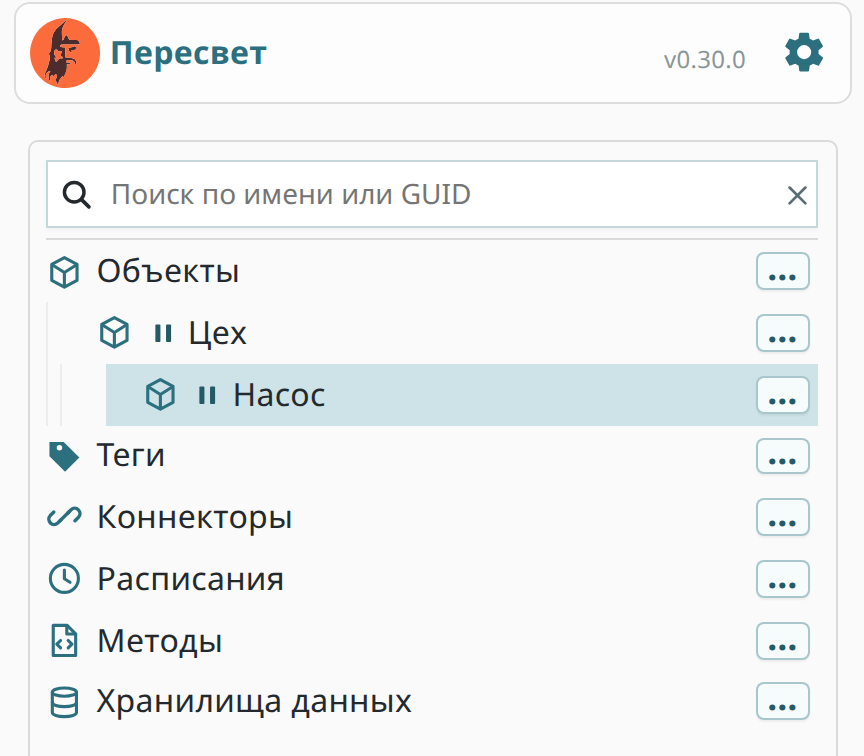 Пересвет
v0.30.0
Поиск по имени или GUID
Объекты
...
Цех
...
Насос
...
Теги
...
Коннекторы
...
Расписания
...
Методы
...
Хранилища данных
...